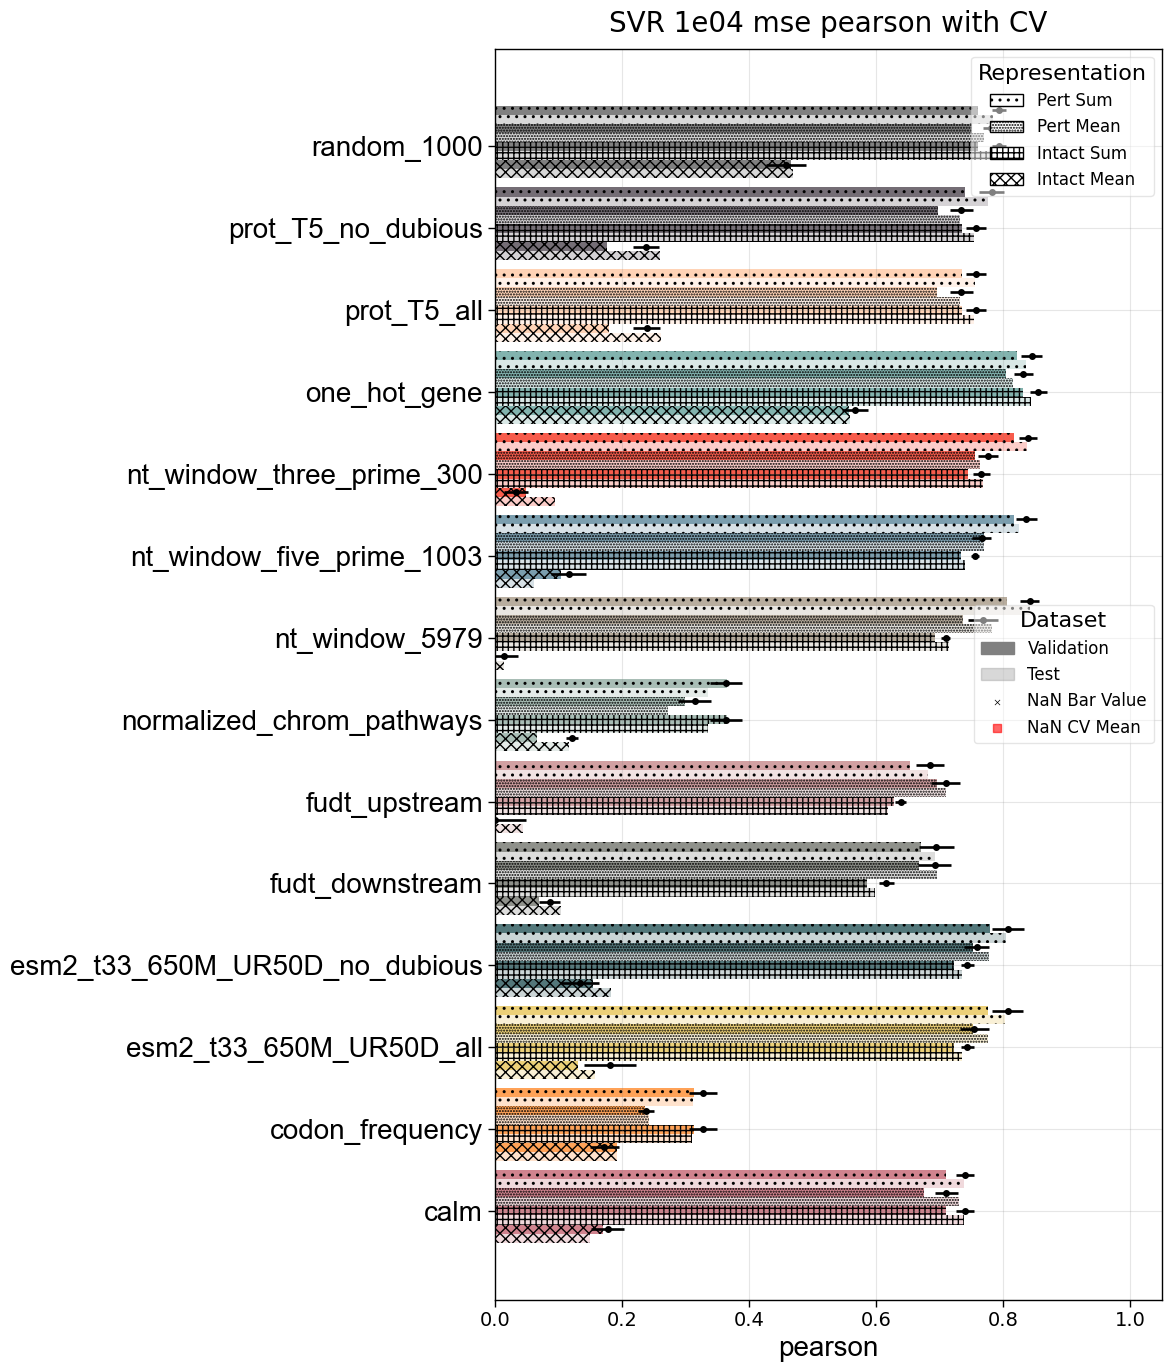 SVR 1e04 mse pearson with CV
Representation
Pert Sum
Pert Mean
Intact Sum
Intact Mean
random_1000
prot_T5_no_dubious
prot_T5_all
one_hot_gene
nt_window_three_prime_300
nt_window_five_prime_1003
nt_window_5979
Dataset
Validation
Test
NaN Bar Value
NaN CV Mean
normalized_chrom_pathways
fudt_upstream
fudt_downstream
esm2_t33_650M_UR50D_no_dubious
esm2_t33_650M_UR50D_all
codon_frequency
calm
0.0 0.2 0.4 0.6 0.8 1.0
pearson